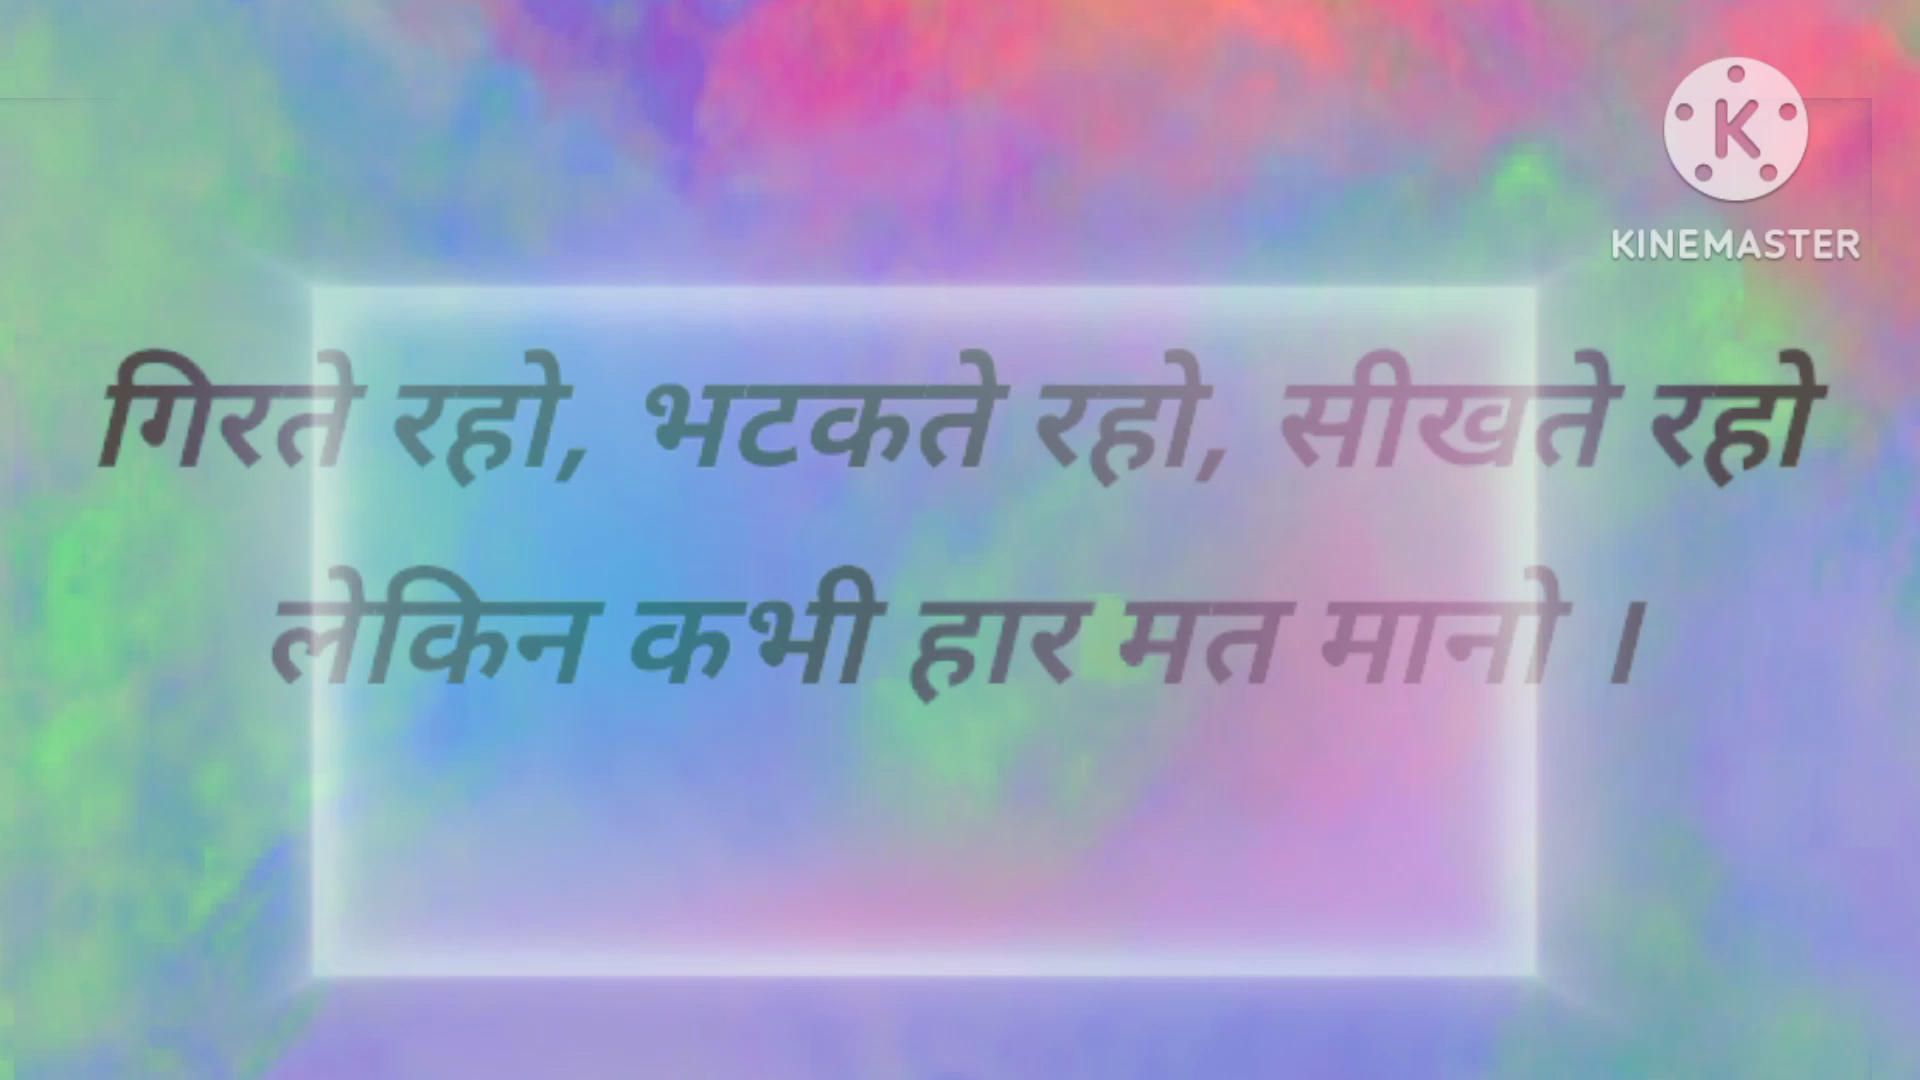 KINEMASTER
गिरते रहो, भटकते रहो, सीखते रहो
लेकिन कभी हार मत मानो ।